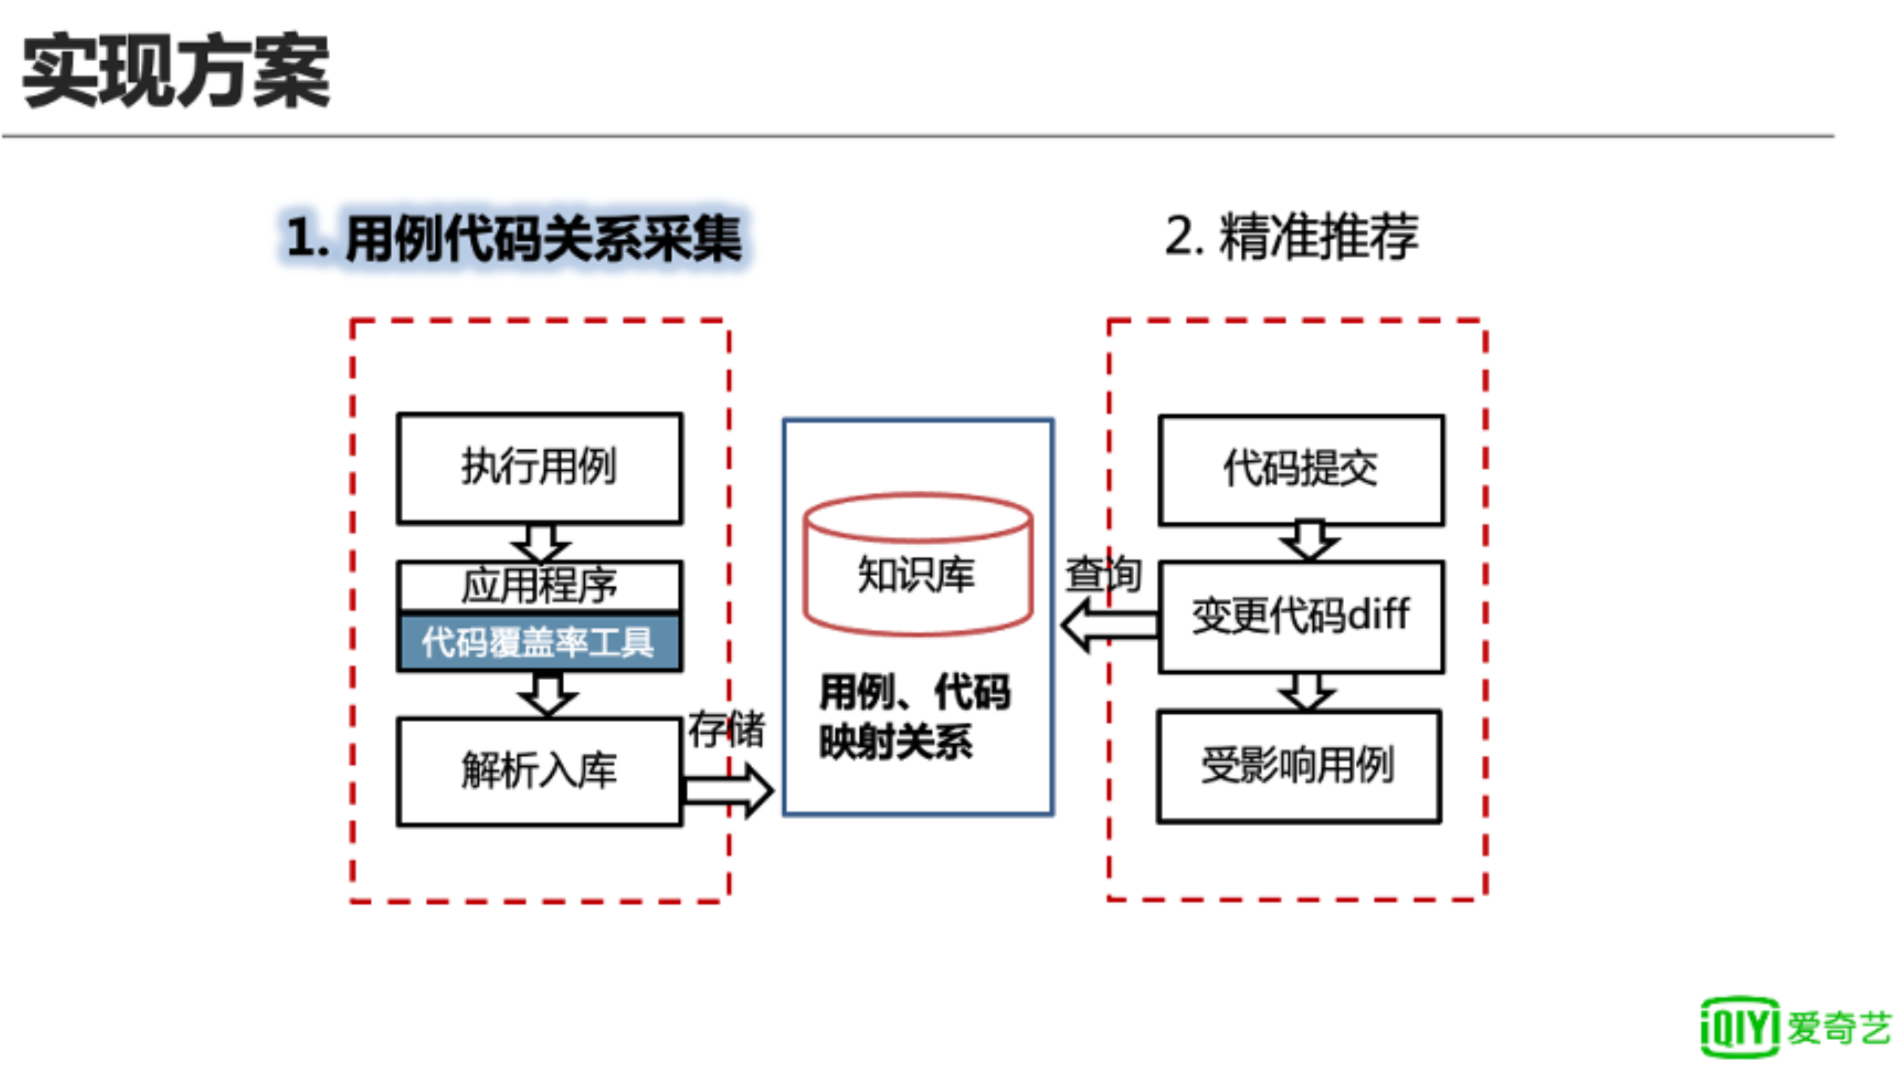 实现方案
1. 用例代码关系采集
2. 精准推荐
执行用例
应用程序
代码覆盖率工具
解析入库
存储
知识库
用例、代码
映射关系
查询
代码提交
变更代码diff
受影响用例
iQIYI 爱奇艺